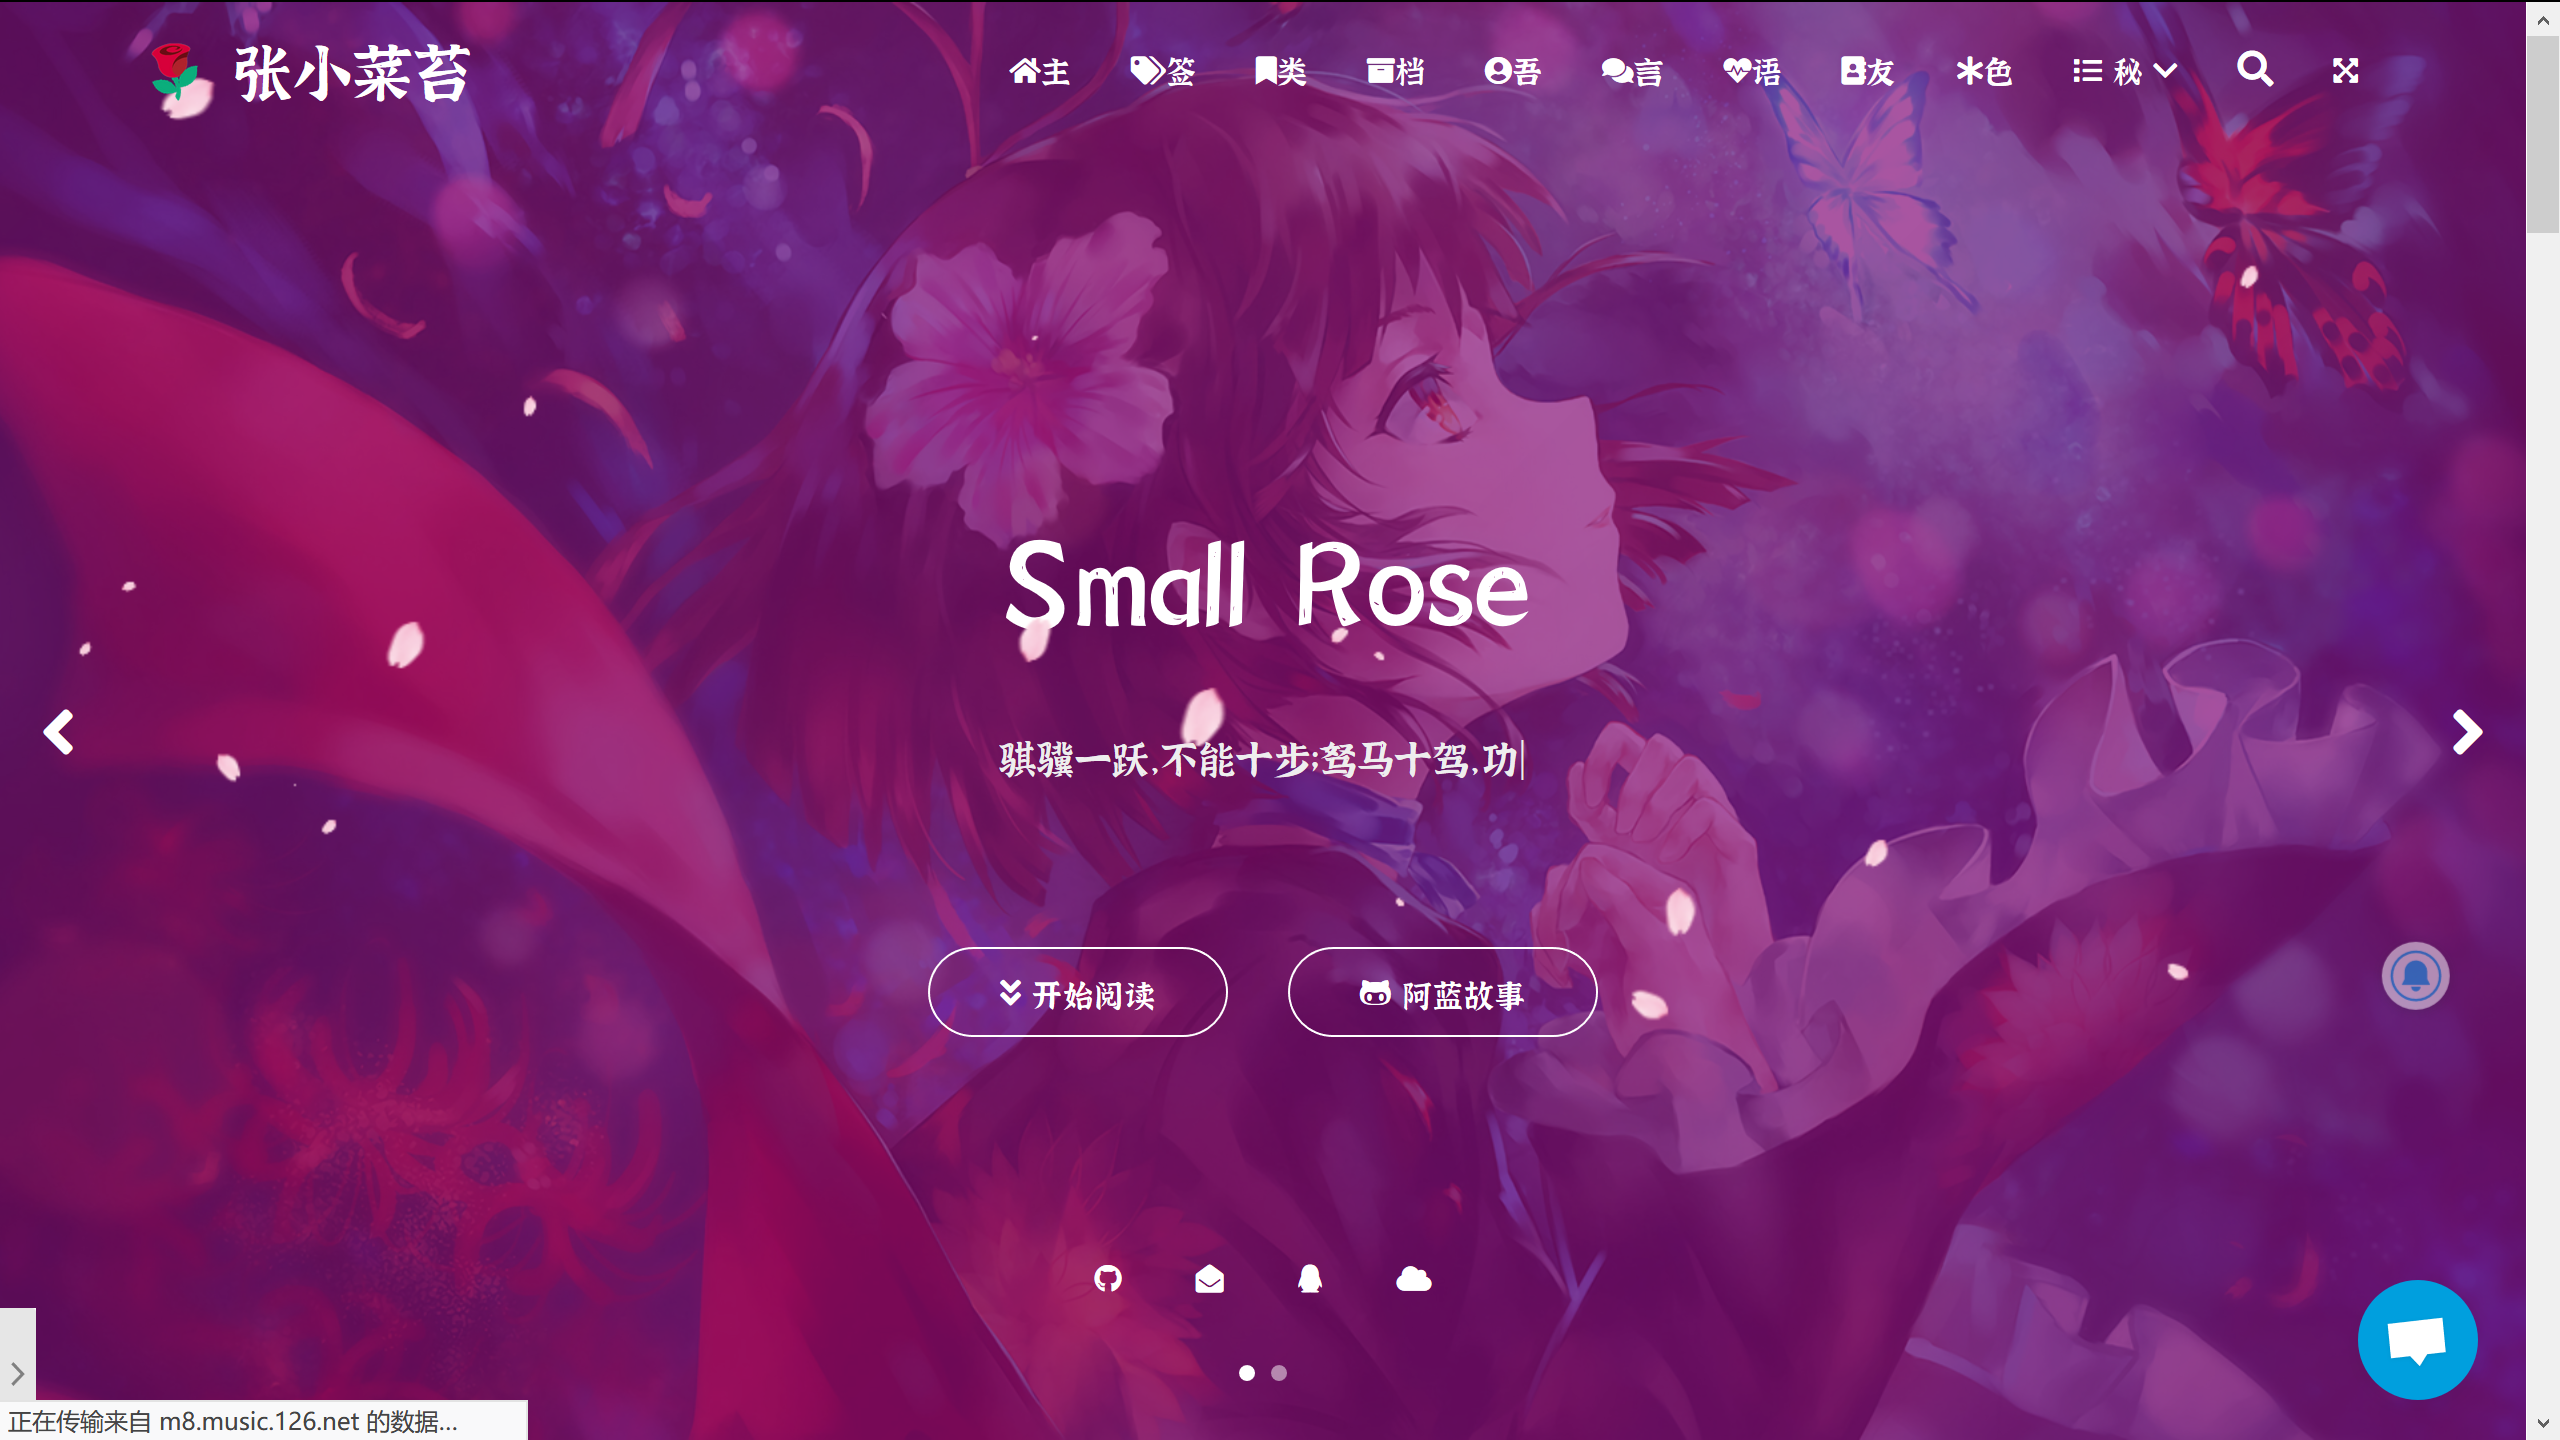 张小菜苔
主 签 类 档 吾 言 语 友 色 秘
Small Rose
骐骥一跃,不能十步;驽马十驾,功
开始阅读 阿蓝故事
正在传输来自 m8.music.126.net 的数据...